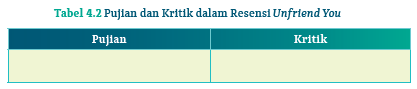 Tabel 4.2 Pujian dan Kritik dalam Resensi Unfriend You
Pujian Kritik